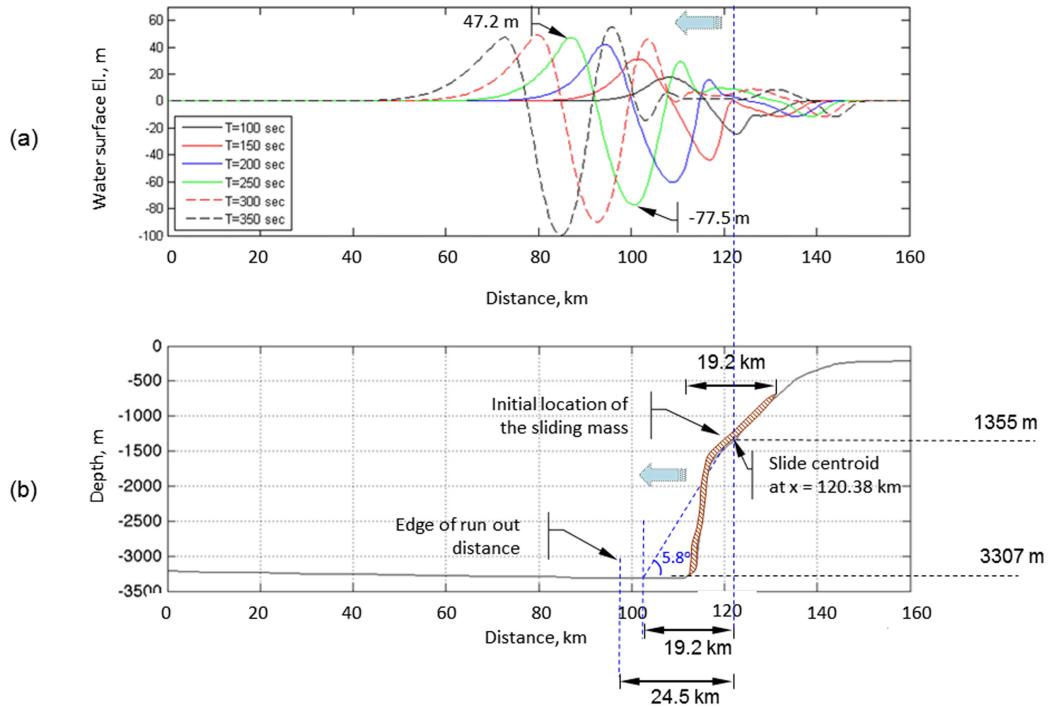 (a)
Water surface El., m
60
40
20
0
-20
-40
-60
-80
-100
47.2 m
-77.5 m
T=100 sec
T=150 sec
T=200 sec
T=250 sec
T=300 sec
T=350 sec
0 20 40 60 80 100 120 140 160
Distance, km
(b)
Depth, m
0
-500
-1000
-1500
-2000
-2500
-3000
-3500
19.2 km
Initial location of
the sliding mass
1355 m
Slide centroid
at x = 120.38 km
Edge of run out
distance
5.8°
3307 m
0 20 40 60 80 100 120 140 160
Distance, km
19.2 km
24.5 km